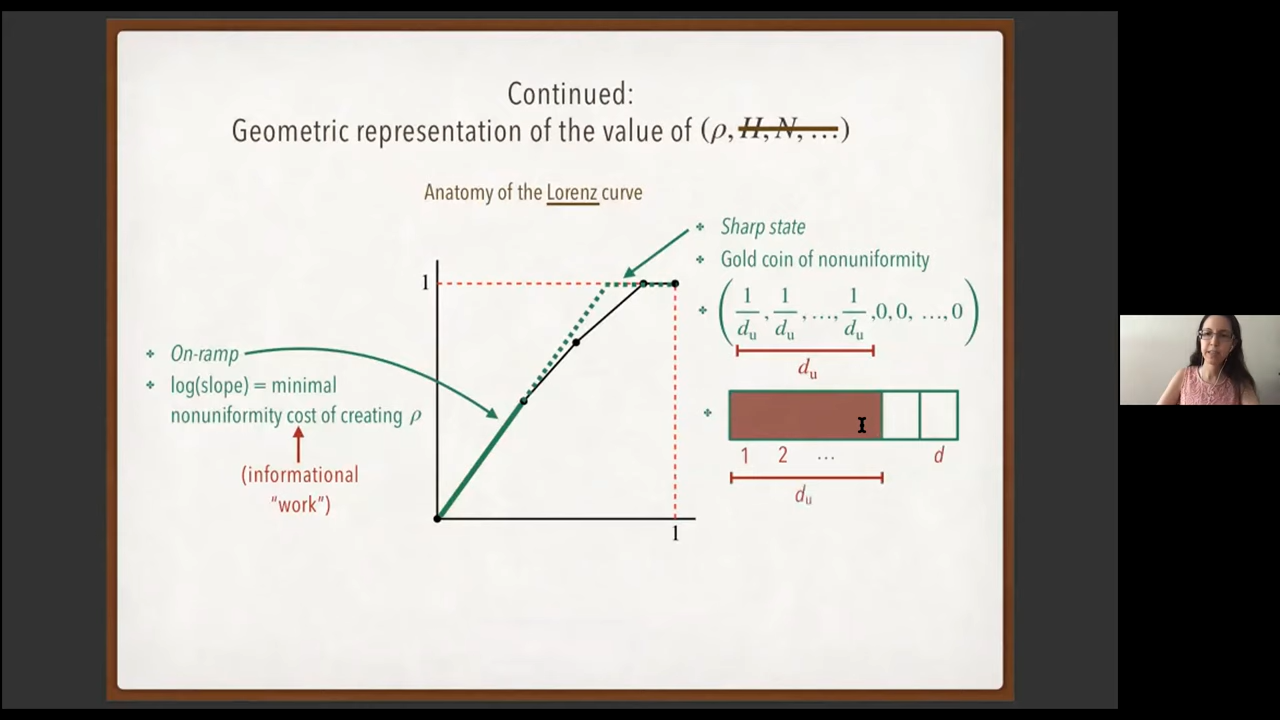 Continued:
Geometric representation of the value of (ρ, H, N, …)
Anatomy of the Lorenz curve
❖ Sharp state
❖ Gold coin of nonuniformity
❖ (1/d_u, 1/d_u, …, 1/d_u, 0, 0, …, 0)
d_u
❖
1 2 … d
d_u
❖ On-ramp
❖ log(slope) = minimal
nonuniformity cost of creating ρ
(informational
“work”)
1
1